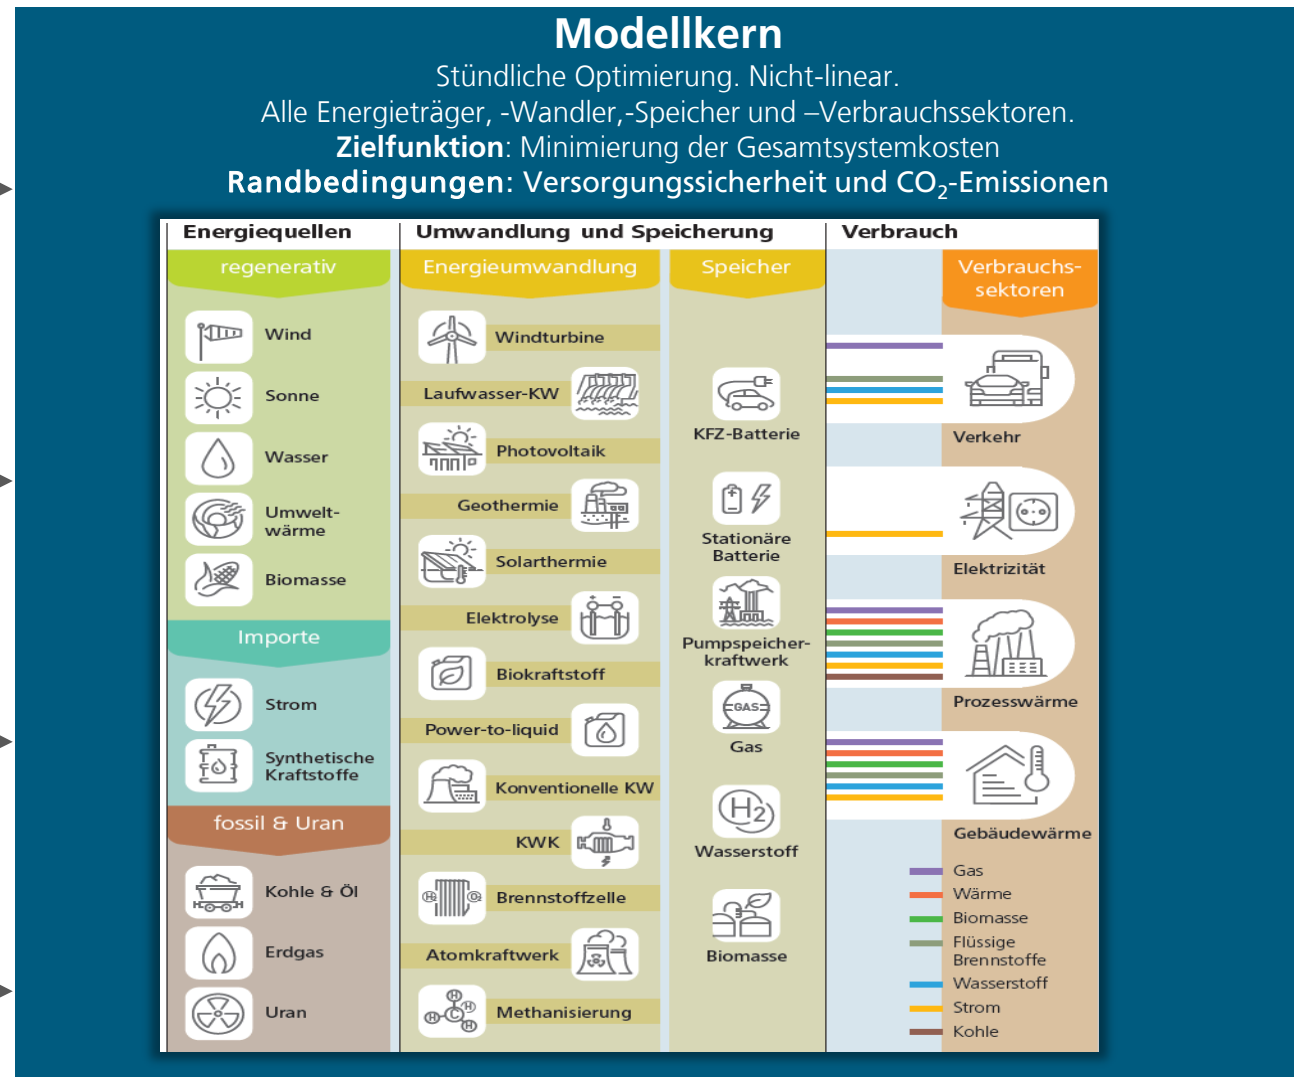 Modellkern
Stündliche Optimierung. Nicht-linear.
Alle Energieträger, -Wandler,-Speicher und –Verbrauchssektoren.
Zielfunktion: Minimierung der Gesamtsystemkosten
Randbedingungen: Versorgungssicherheit und CO₂-Emissionen
Energiequellen
regenerativ
Wind
Sonne
Wasser
Umwelt-
wärme
Biomasse
Importe
Strom
Synthetische
Kraftstoffe
fossil & Uran
Kohle & Öl
Erdgas
Uran
Umwandlung und Speicherung
Energieumwandlung
Windturbine
Laufwasser-KW
Photovoltaik
Geothermie
Solarthermie
Elektrolyse
Biokraftstoff
Power-to-liquid
Konventionelle KW
KWK
H₂ O₂
Brennstoffzelle
Atomkraftwerk
H
H
H C
H
Methanisierung
Speicher
KFZ-Batterie
Stationäre
Batterie
Pumpspeicher-
kraftwerk
GAS
Gas
H₂
Wasserstoff
Biomasse
Verbrauch
Verbrauchs-
sektoren
Verkehr
Elektrizität
Prozesswärme
Gebäudewärme
Gas
Wärme
Biomasse
Flüssige
Brennstoffe
Wasserstoff
Strom
Kohle